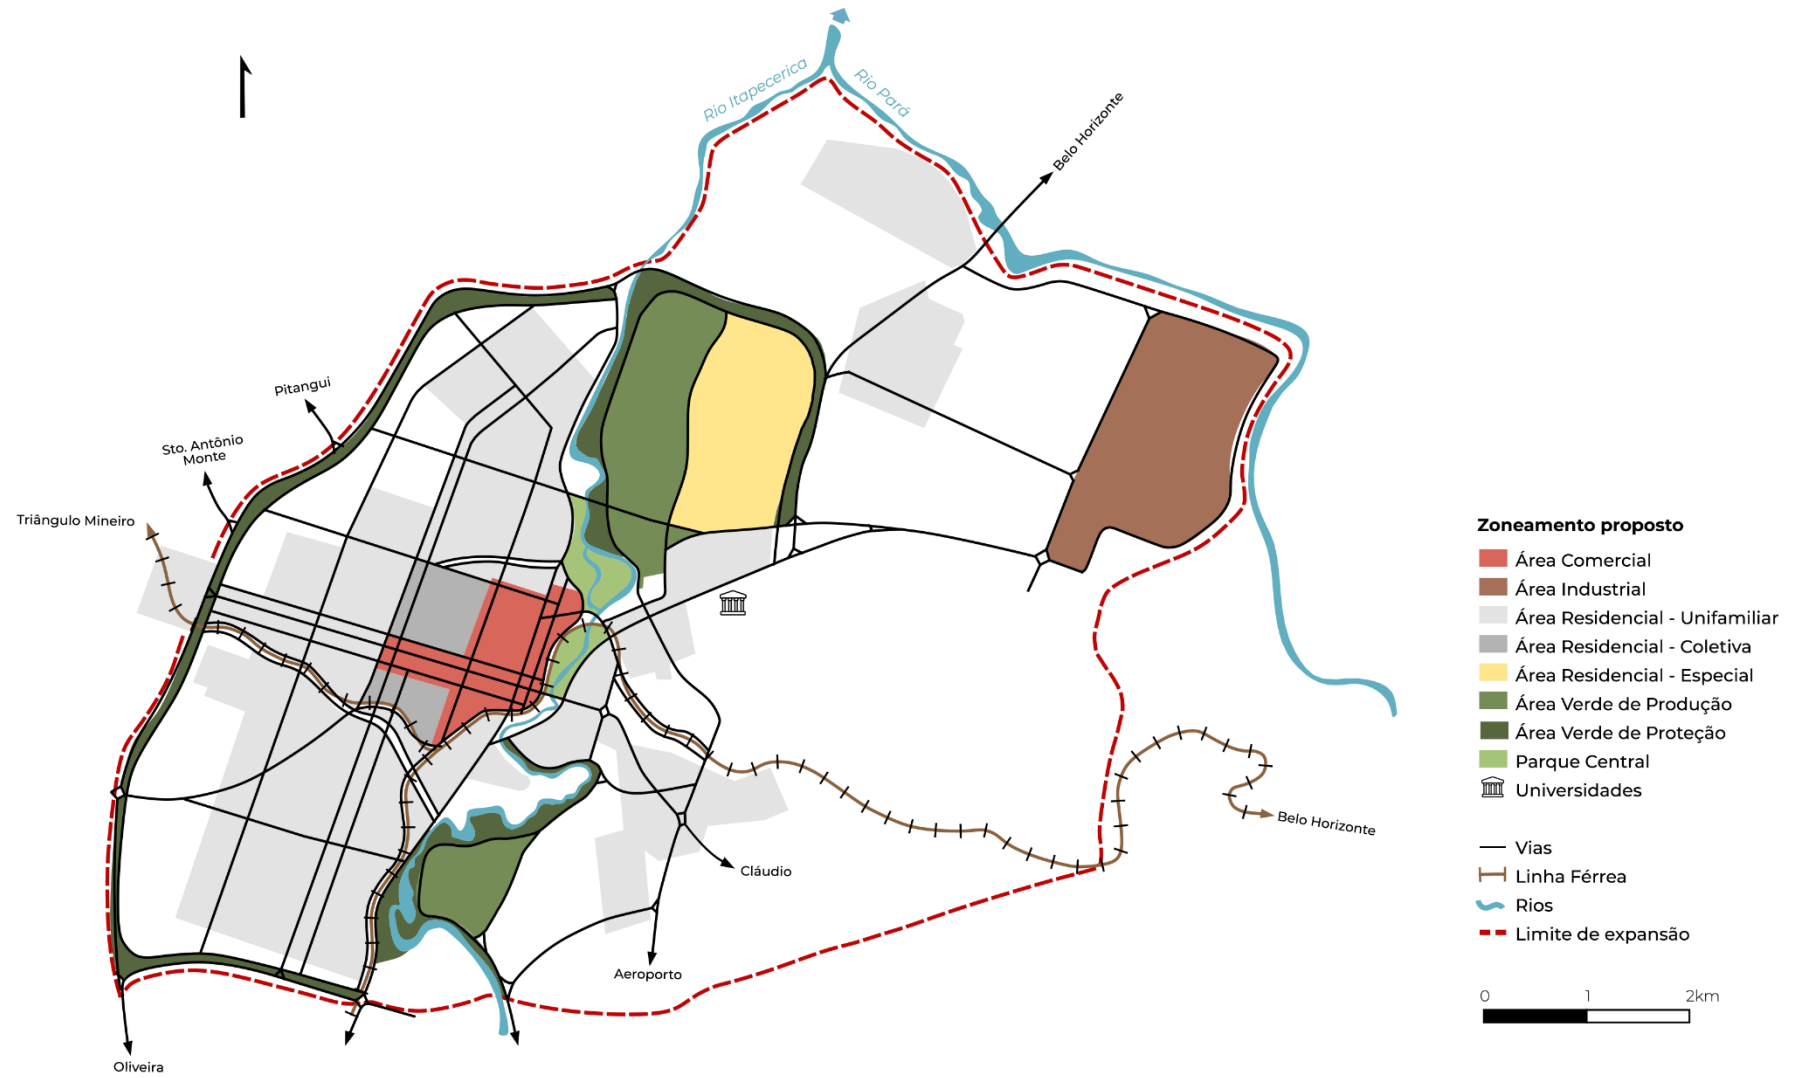 Rio Itapecerica
Rio Pará
Belo Horizonte
Pitangui
Sto. Antônio
Monte
Triângulo Mineiro
Belo Horizonte
Cláudio
Aeroporto
Oliveira
Zoneamento proposto
Área Comercial
Área Industrial
Área Residencial - Unifamiliar
Área Residencial - Coletiva
Área Residencial - Especial
Área Verde de Produção
Área Verde de Proteção
Parque Central
Universidades
Vias
Linha Férrea
Rios
Limite de expansão
0 1 2km